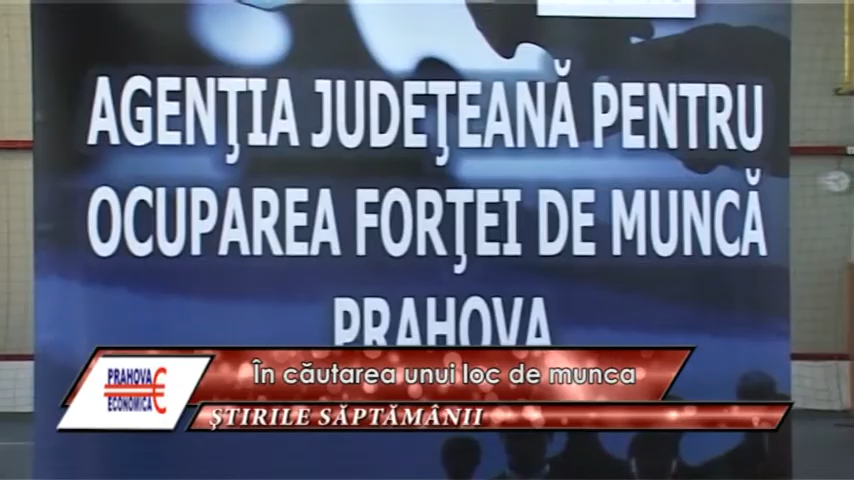 AGENŢIA JUDEŢEANĂ PENTRU
OCUPAREA FORŢEI DE MUNCĂ
PRAHOVA
În căutarea unui loc de munca
PRAHOVA
ECONOMICA €
ŞTIRILE SĂPTĂMÂNII